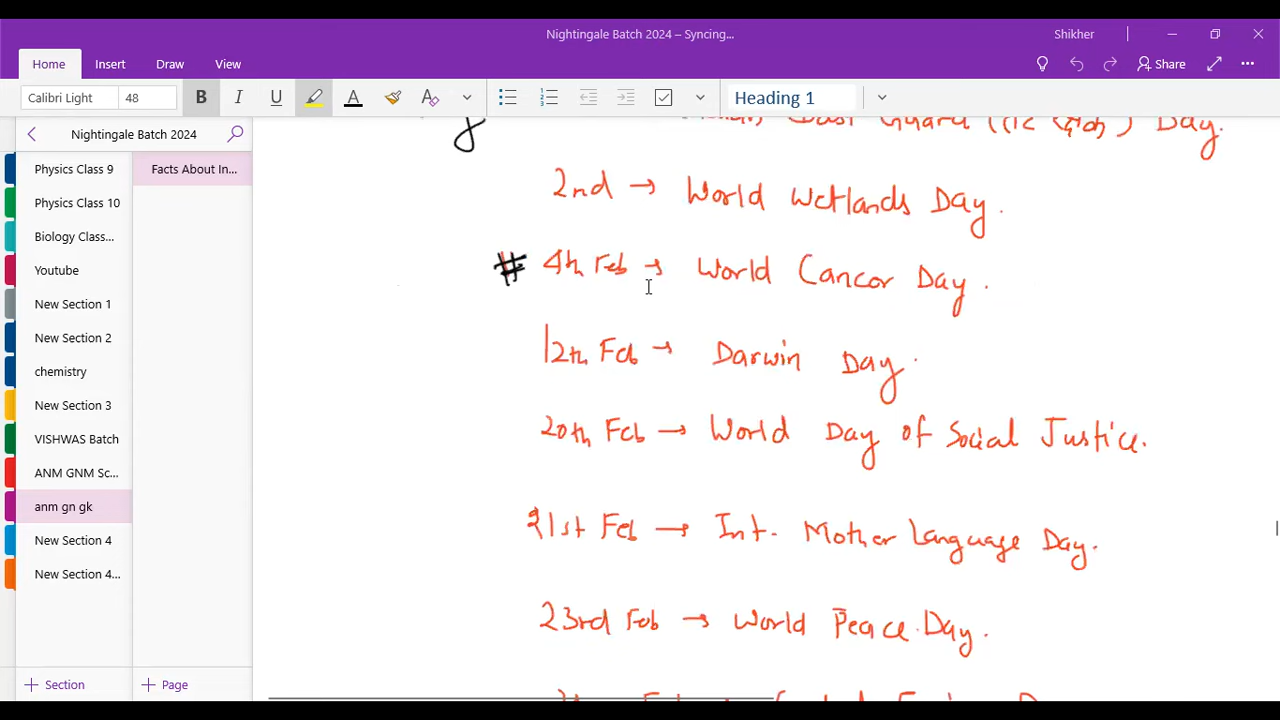 Nightingale Batch 2024 – Syncing...
Shikher
Home
Insert
Draw
View
Share
Calibri Light
48
B
I
U
A
Heading 1
Nightingale Batch 2024
Physics Class 9
Physics Class 10
Biology Class...
Youtube
New Section 1
New Section 2
chemistry
New Section 3
VISHWAS Batch
ANM GNM Sc...
anm gn gk
New Section 4
New Section 4...
Section
Facts About In...
Page
Coast Guard Day.
2nd → World Wetlands Day.
# 4th Feb → World Cancor Day.
12th Feb → Darwin Day.
20th Feb → World Day of Social Justice.
21st Feb → Int. Mother Language Day.
23rd Feb → World Peace Day.